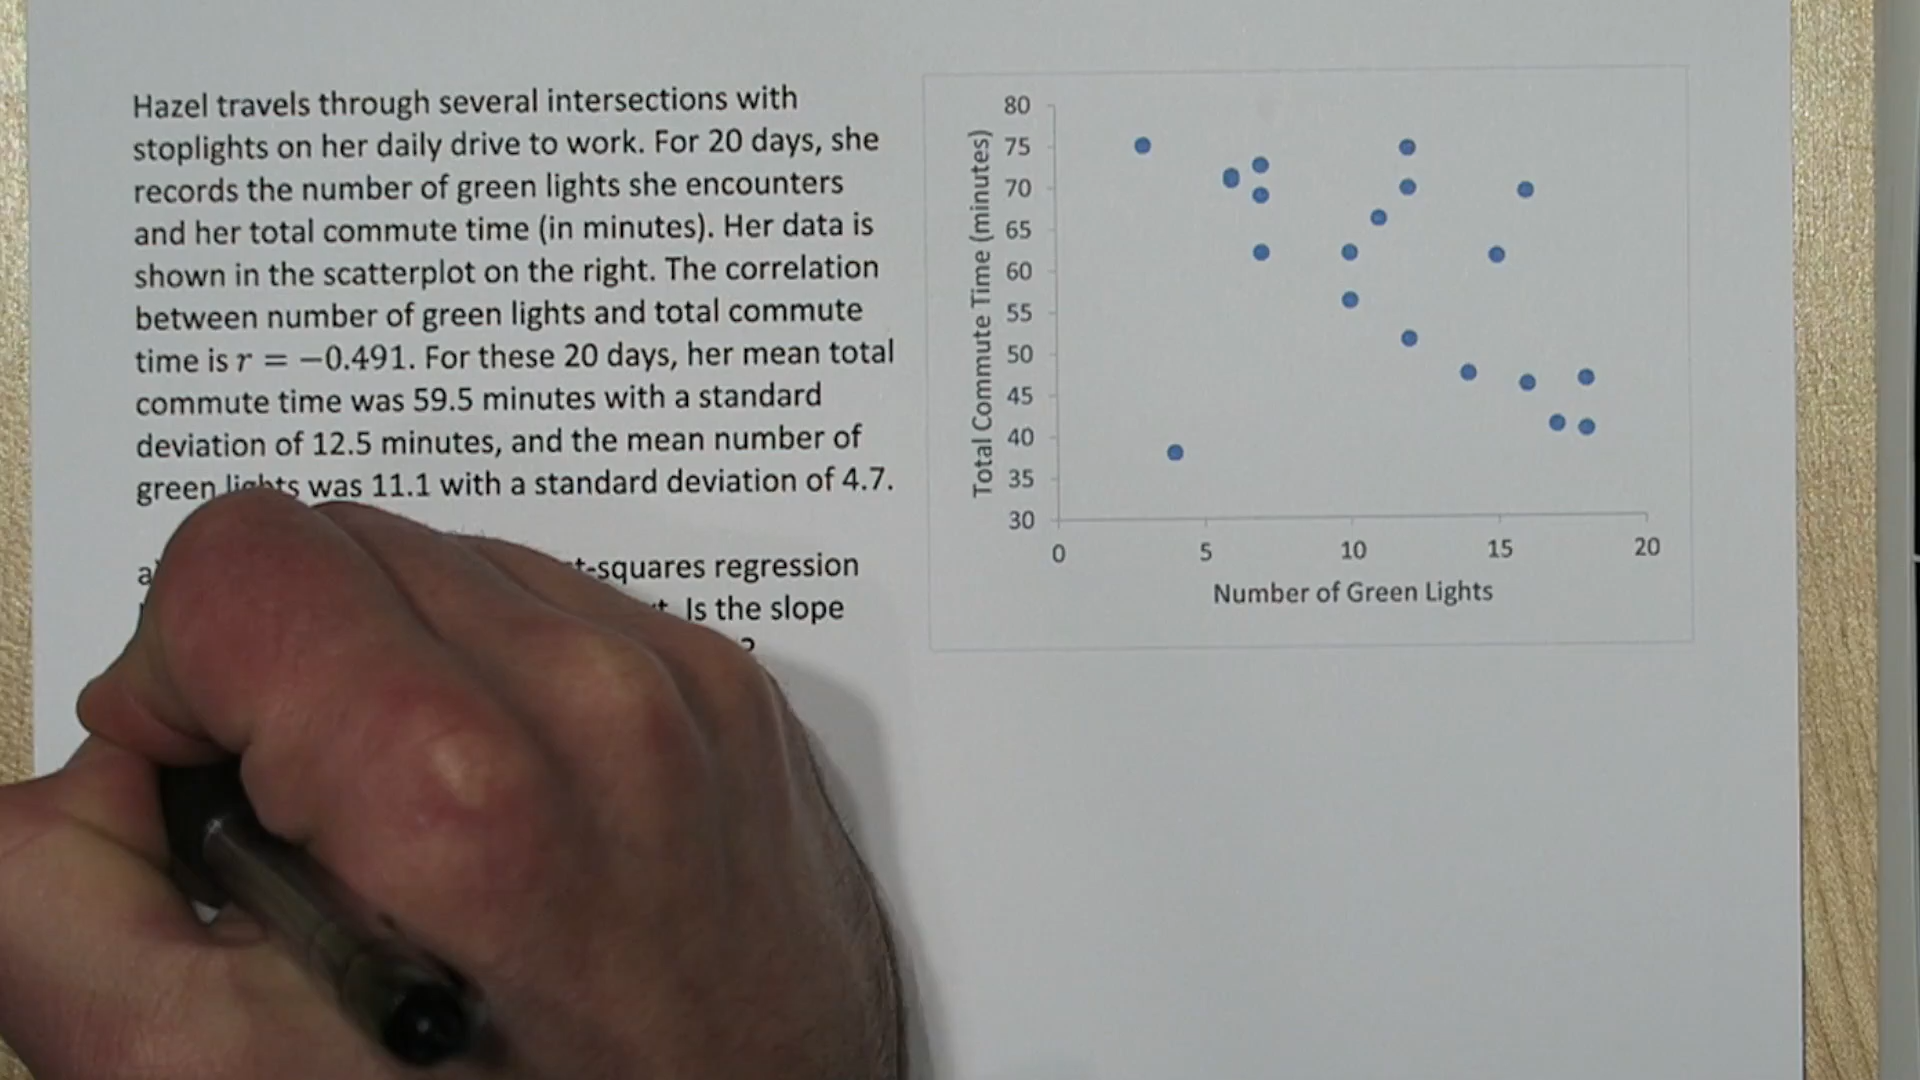 Hazel travels through several intersections with
stoplights on her daily drive to work. For 20 days, she
records the number of green lights she encounters
and her total commute time (in minutes). Her data is
shown in the scatterplot on the right. The correlation
between number of green lights and total commute
time is r = −0.491. For these 20 days, her mean total
commute time was 59.5 minutes with a standard
deviation of 12.5 minutes, and the mean number of
green lights was 11.1 with a standard deviation of 4.7.
a)
t-squares regression
Is the slope
?
Total Commute Time (minutes)
80
75
70
65
60
55
50
45
40
35
30
0 5 10 15 20
Number of Green Lights